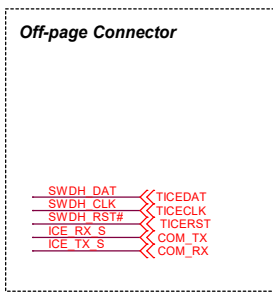 Off-page Connector
SWDH_DAT TICEDAT
SWDH_CLK TICECLK
SWDH_RST# TICERST
ICE_RX_S COM_TX
ICE_TX_S COM_RX